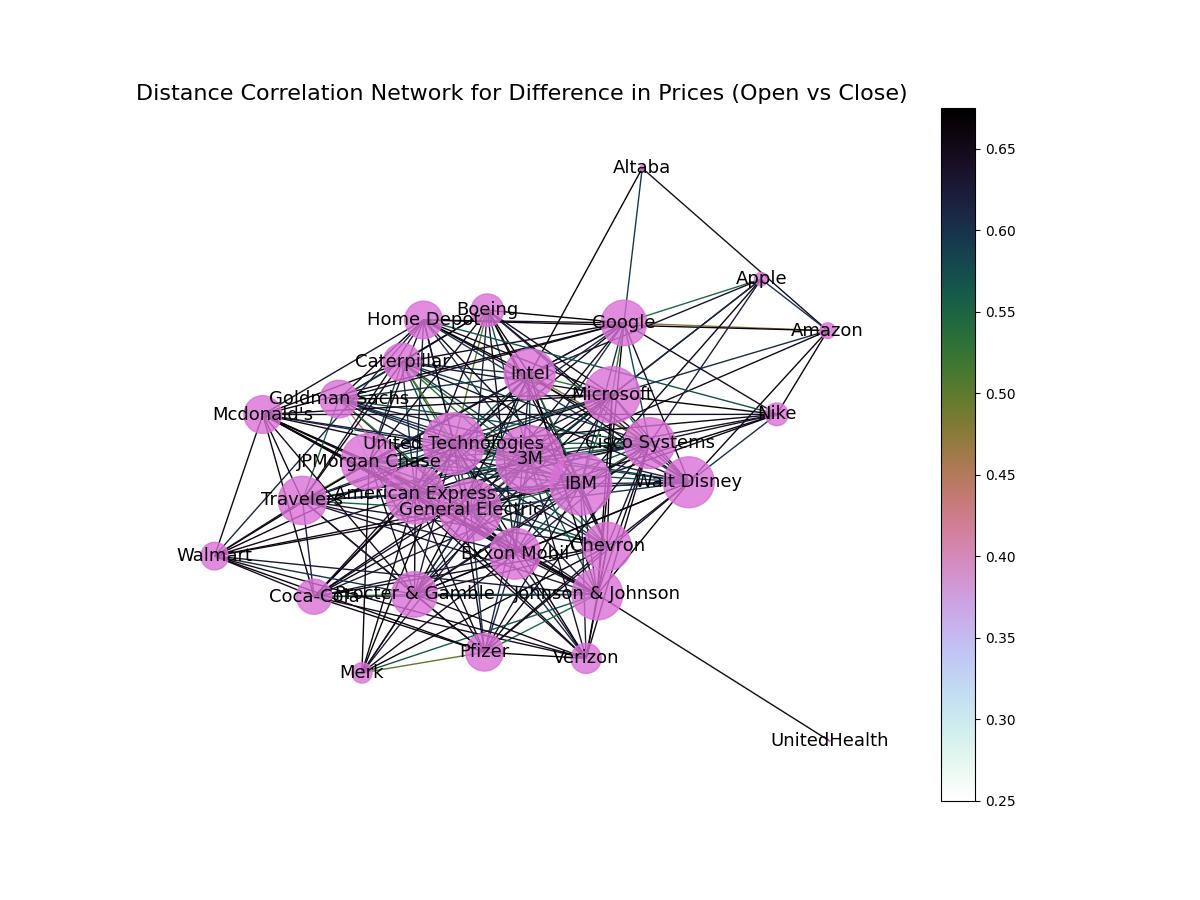 Distance Correlation Network for Difference in Prices (Open vs Close)
Altaba
0.65
0.60
Apple
Boeing
Home Depot
Google
Amazon
0.55
Caterpillar
Intel
Goldman Sachs
Microsoft
0.50
Mcdonald's
Nike
United Technologies
Cisco Systems
3M
JPMorgan Chase
0.45
IBM
Walt Disney
American Express
Travelers
General Electric
Chevron
Exxon Mobil
Walmart
0.40
Coca-Cola
Procter & Gamble
Johnson & Johnson
0.35
Pfizer
Verizon
Merk
0.30
UnitedHealth
0.25